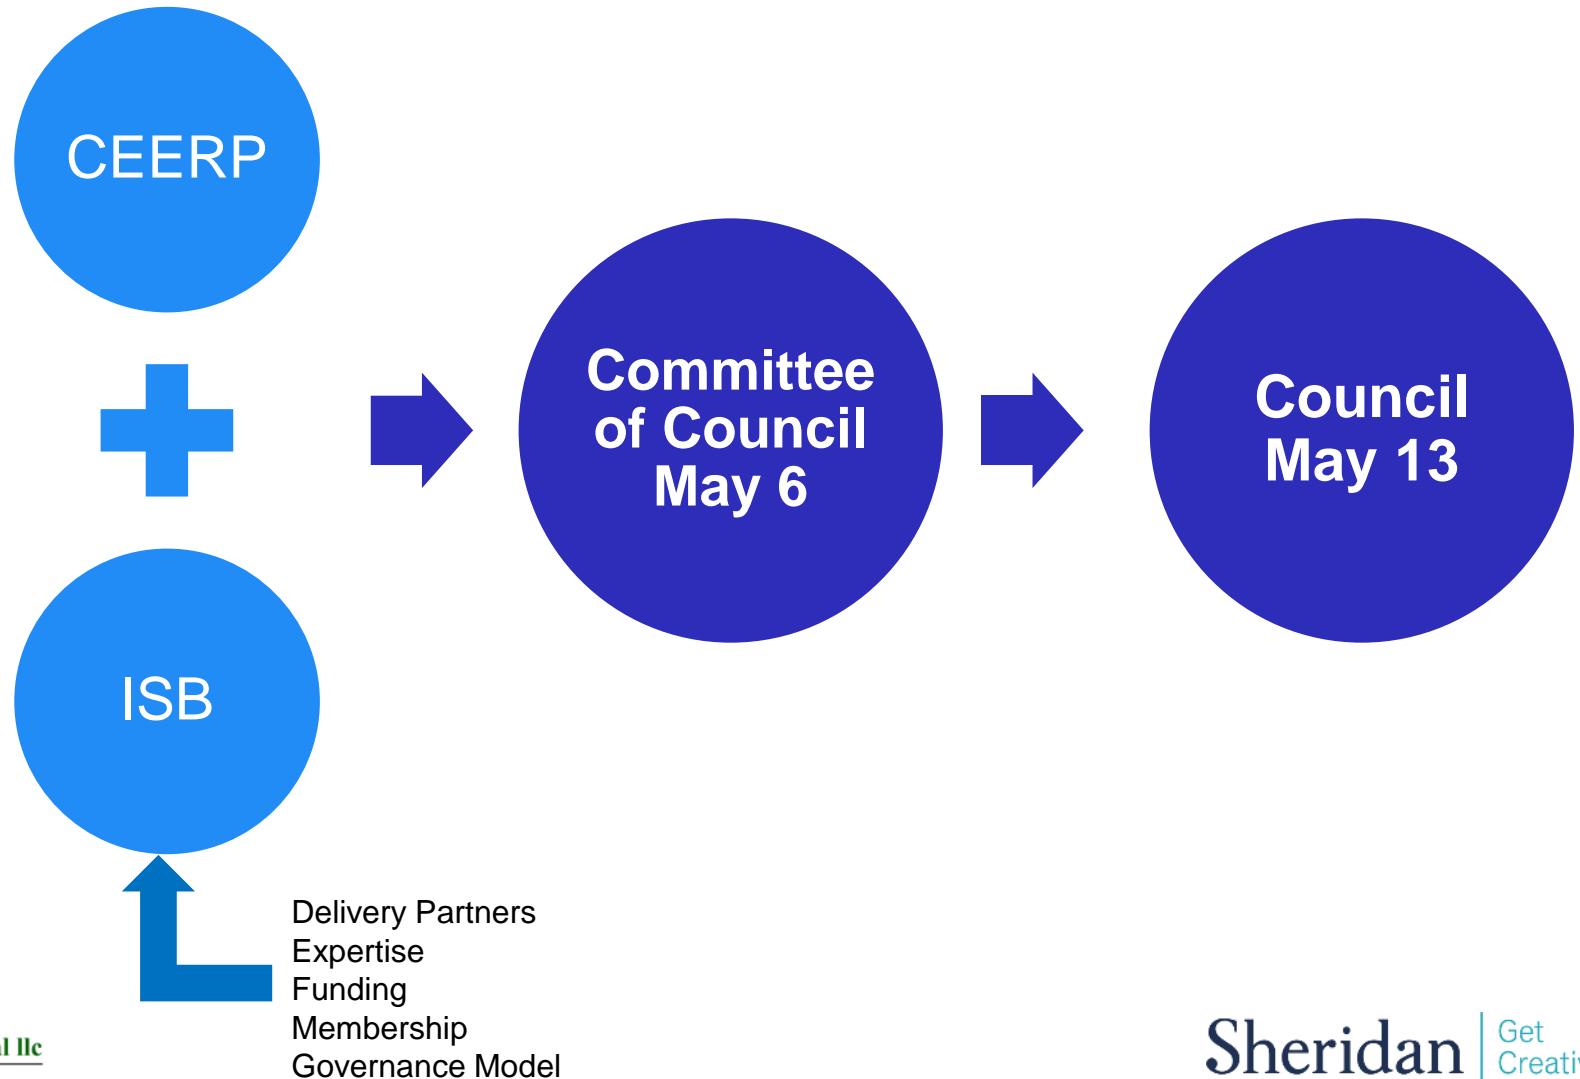 CEERP
Committee
of Council
May 6
Council
May 13
ISB
Delivery Partners
Expertise
Funding
Membership
Governance Model
llc
Sheridan
Get